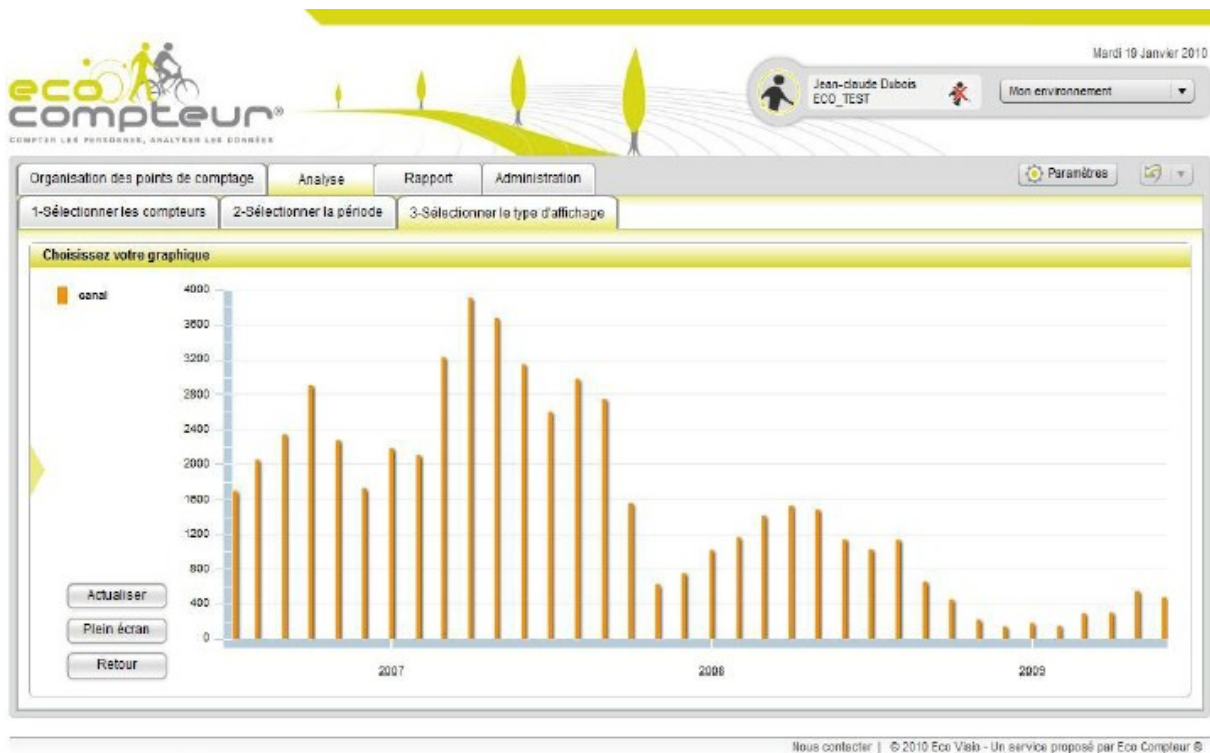 Mardi 19 Janvier 2010
eco
compteur®
COMPTER LES PERSONNES, ANALYSER LES DONNÉES
Jean-claude Dubois
ECO_TEST
Mon environnement
Organisation des points de comptage
Analyse
Rapport
Administration
Paramètres
1-Sélectionner les compteurs
2-Sélectionner la période
3-Sélectionner le type d'affichage
Choisissez votre graphique
canal
4000
3600
3200
2800
2400
2000
1600
1200
800
400
0
2007
2008
2009
Actualiser
Plein écran
Retour
Nous contacter | © 2010 Eco Visio - Un service proposé par Eco Compteur ®